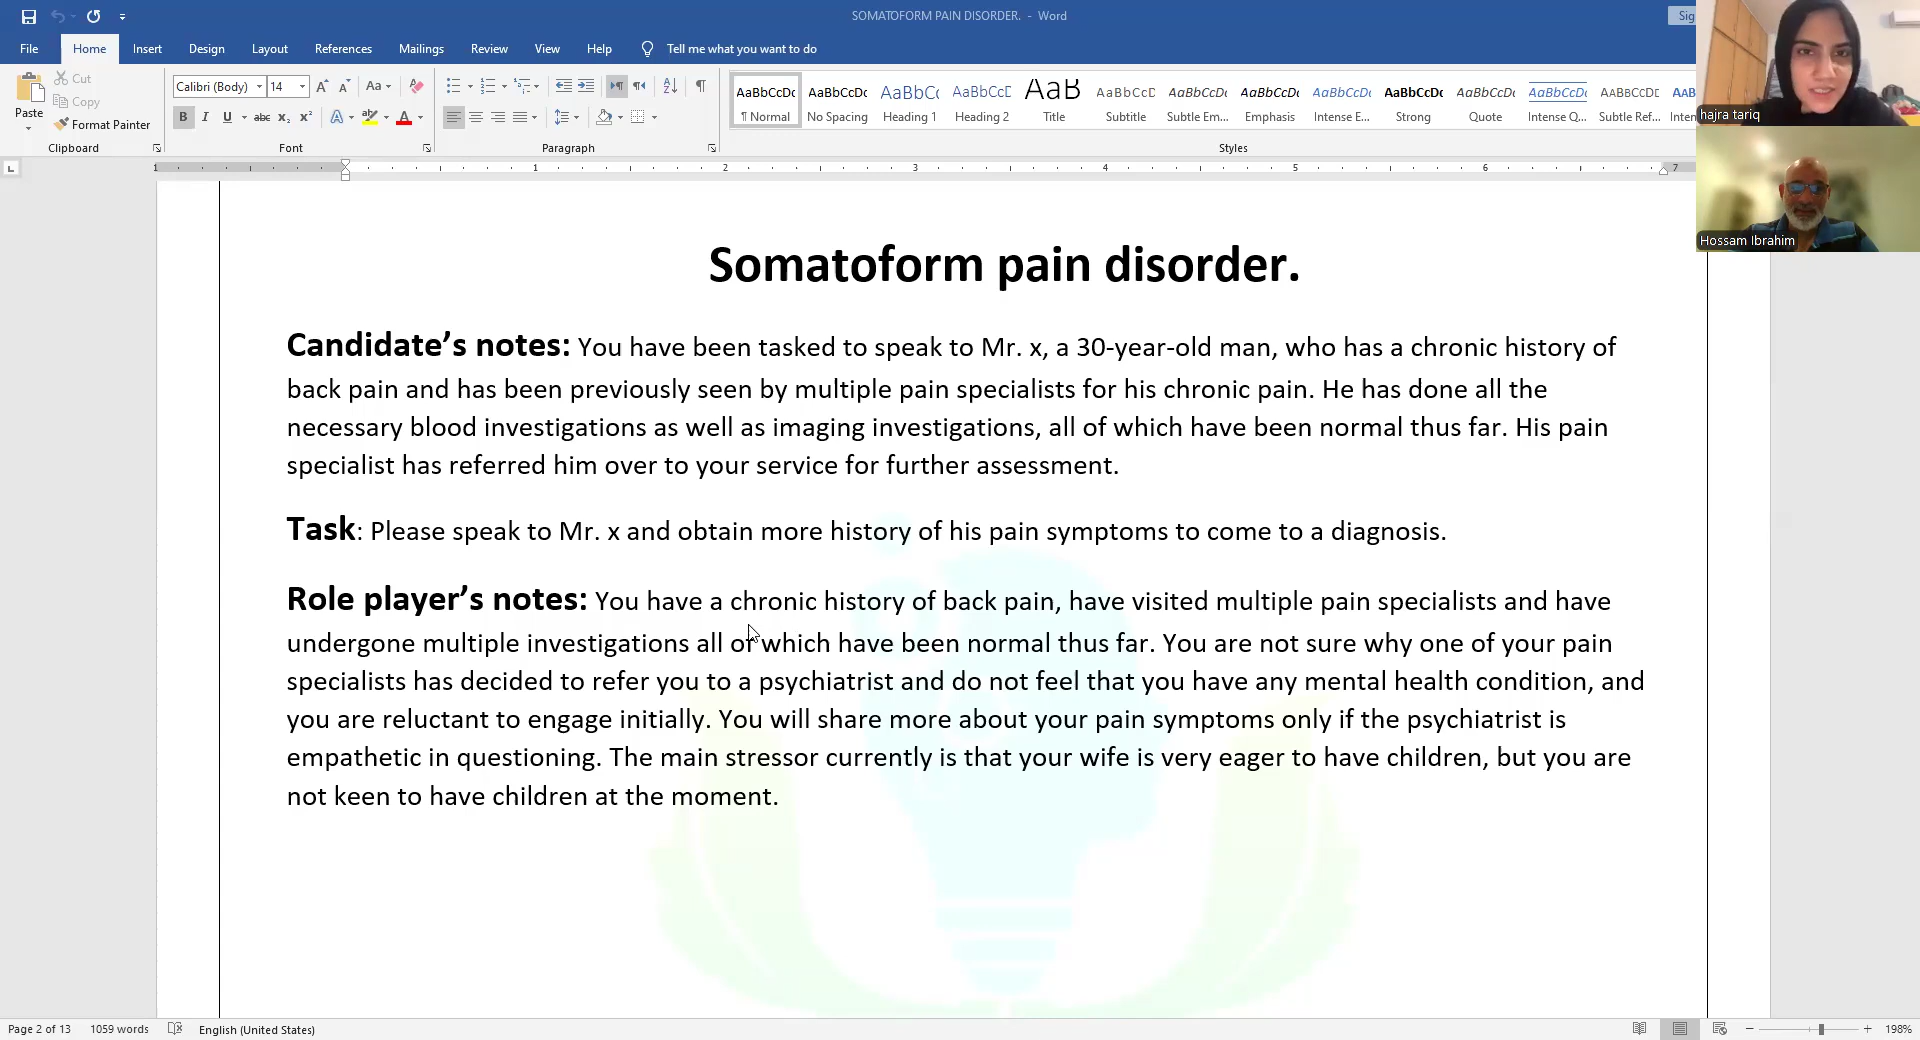 SOMATOFORM PAIN DISORDER. - Word
Sig
File Home Insert Design Layout References Mailings Review View Help Tell me what you want to do
Paste
Cut
Copy
Format Painter
Clipboard
Calibri (Body) 14
Font
Paragraph
AaBbCcDc AaBbCcDc AaBbCc AaBbCcD AaB AaBbCcD AaBbCcDc AaBbCcDc AaBbCcDc AaBbCcDc AaBbCcDc AaBbCcDc AABBCCDD AAB
¶ Normal No Spacing Heading 1 Heading 2 Title Subtitle Subtle Em... Emphasis Intense E... Strong Quote Intense Q... Subtle Ref... Inten
Styles
hajra tariq
Hossam Ibrahim
1 1 2 3 4 5 6 7
Somatoform pain disorder.
Candidate’s notes: You have been tasked to speak to Mr. x, a 30-year-old man, who has a chronic history of
back pain and has been previously seen by multiple pain specialists for his chronic pain. He has done all the
necessary blood investigations as well as imaging investigations, all of which have been normal thus far. His pain
specialist has referred him over to your service for further assessment.
Task: Please speak to Mr. x and obtain more history of his pain symptoms to come to a diagnosis.
Role player’s notes: You have a chronic history of back pain, have visited multiple pain specialists and have
undergone multiple investigations all of which have been normal thus far. You are not sure why one of your pain
specialists has decided to refer you to a psychiatrist and do not feel that you have any mental health condition, and
you are reluctant to engage initially. You will share more about your pain symptoms only if the psychiatrist is
empathetic in questioning. The main stressor currently is that your wife is very eager to have children, but you are
not keen to have children at the moment.
Page 2 of 13 1059 words English (United States) 198%